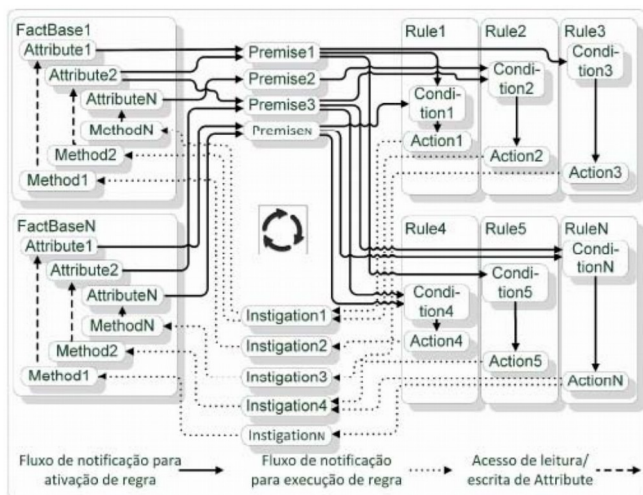 FactBase1
Attribute1
Attribute2
AttributeN
MethodN
Method2
Method1
FactBaseN
Attribute1
Attribute2
AttributeN
MethodN
Method2
Method1
Premise1
Premise2
Premise3
PremiseN
Instigation1
Instigation2
Instigation3
Instigation4
InstigationN
Rule1
Condi-
tion1
Action1
Rule2
Condi-
tion2
Action2
Rule3
Condi-
tion3
Action3
Rule4
Condi-
tion4
Action4
Rule5
Condi-
tion5
Action5
RuleN
Condi-
tionN
ActionN
Fluxo de notificação para
ativação de regra
Fluxo de notificação
para execução de regra
Acesso de leitura/
escrita de Attribute